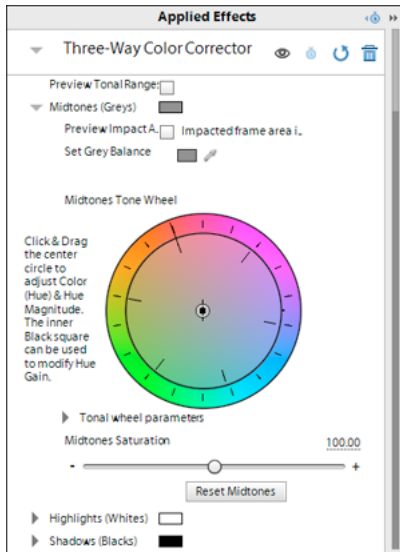 Applied Effects
Three-Way Color Corrector
Preview Tonal Range:
Midtones (Greys)
Preview Impact A.. Impacted frame area i..
Set Grey Balance
Midtones Tone Wheel
Click & Drag
the center
circle to
adjust Color
(Hue) & Hue
Magnitude.
The inner
Black square
can be used
to modify Hue
Gain.
Tonal wheel parameters
Midtones Saturation 100.00
- +
Reset Midtones
Highlights (Whites)
Shadows (Blacks)